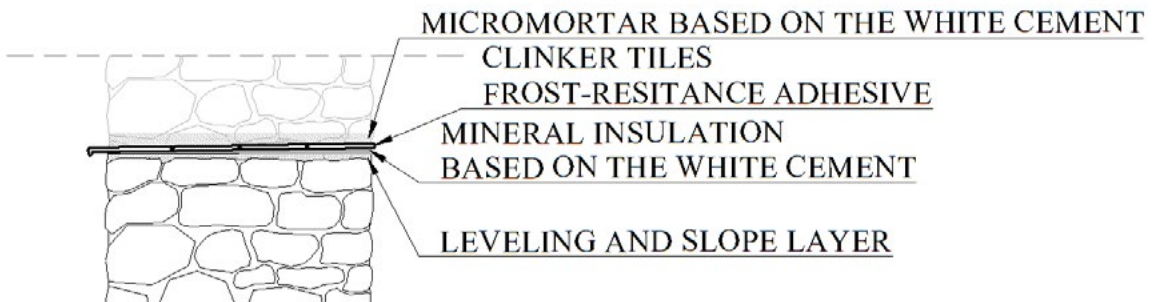 MICROMORTAR BASED ON THE WHITE CEMENT
CLINKER TILES
FROST-RESITANCE ADHESIVE
MINERAL INSULATION
BASED ON THE WHITE CEMENT
LEVELING AND SLOPE LAYER